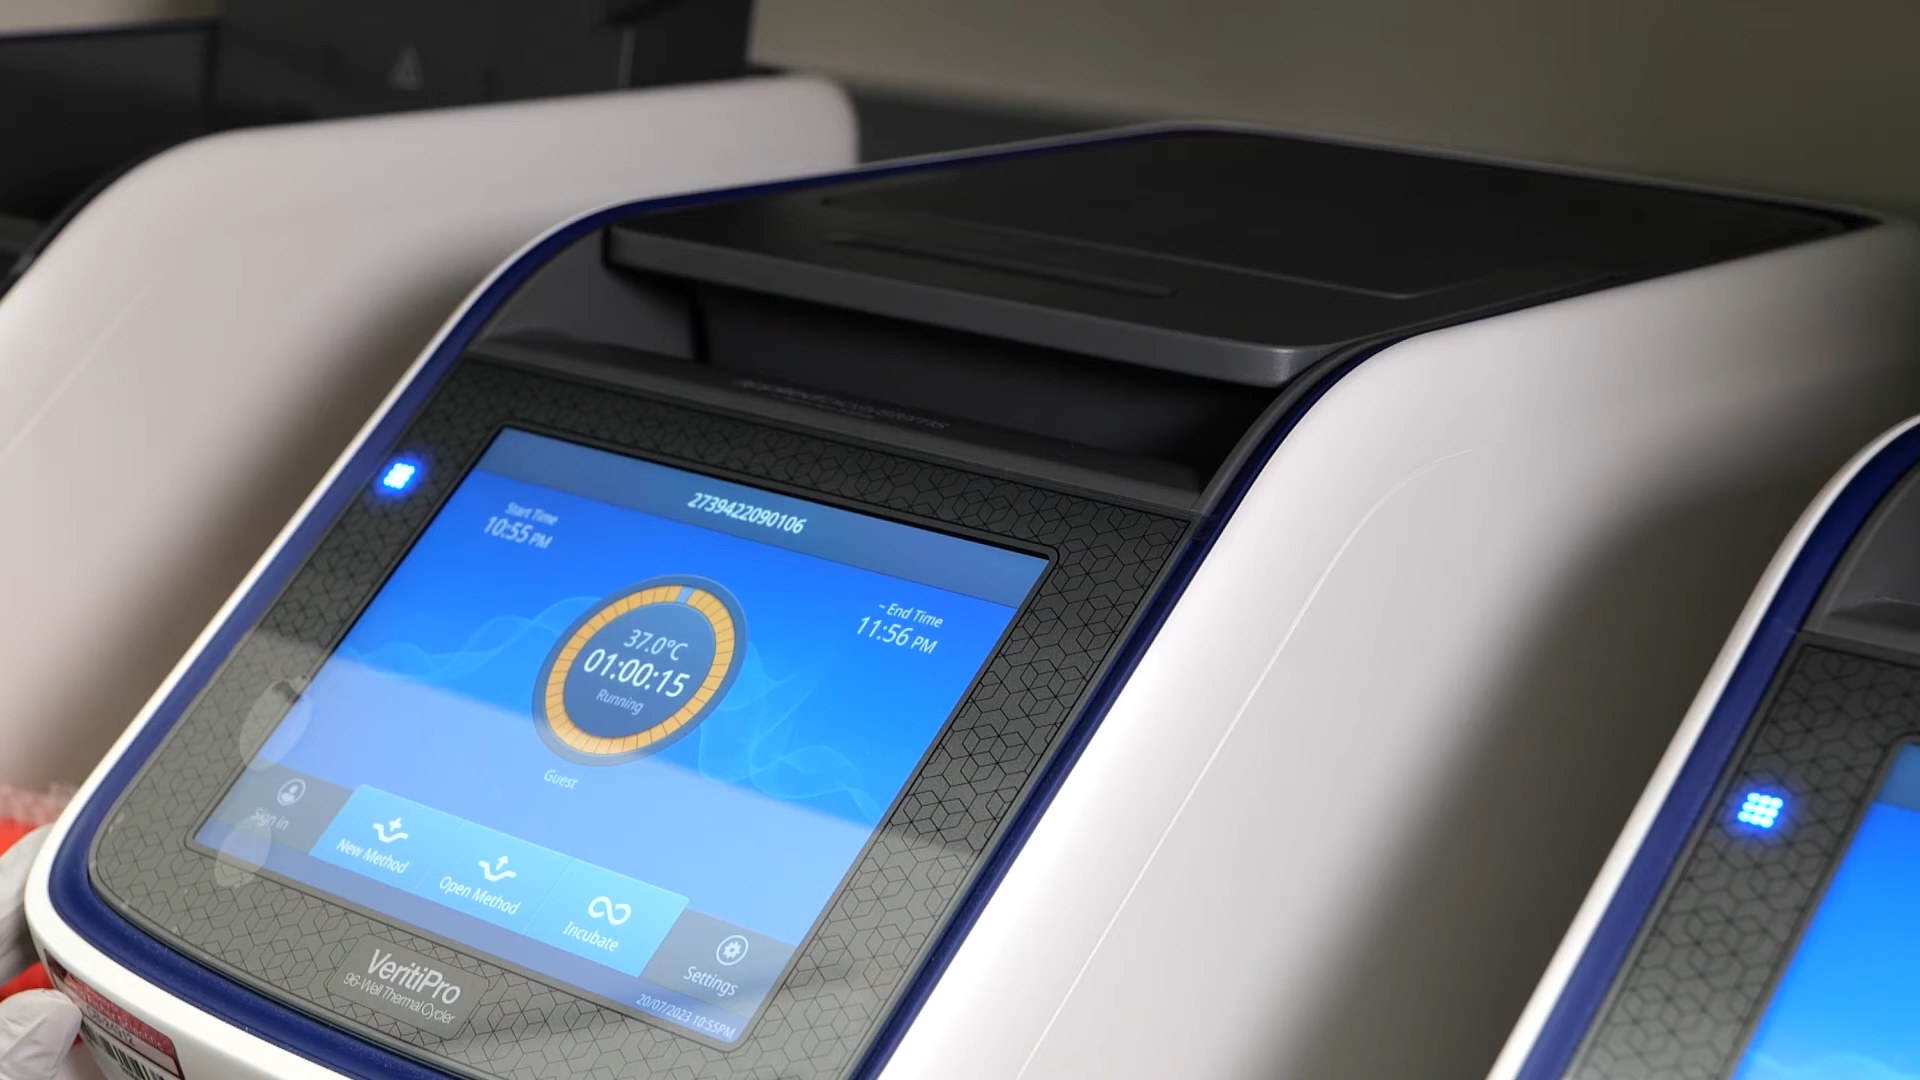 appliedbiosystems
2739422090106
Start Time
10:55 PM
~ End Time
11:56 PM
37.0°C
01:00:15
Running
Guest
Sign in
New Method
Open Method
Incubate
Settings
20/07/2023 10:55PM
VeritiPro
96-Well Thermal Cycler